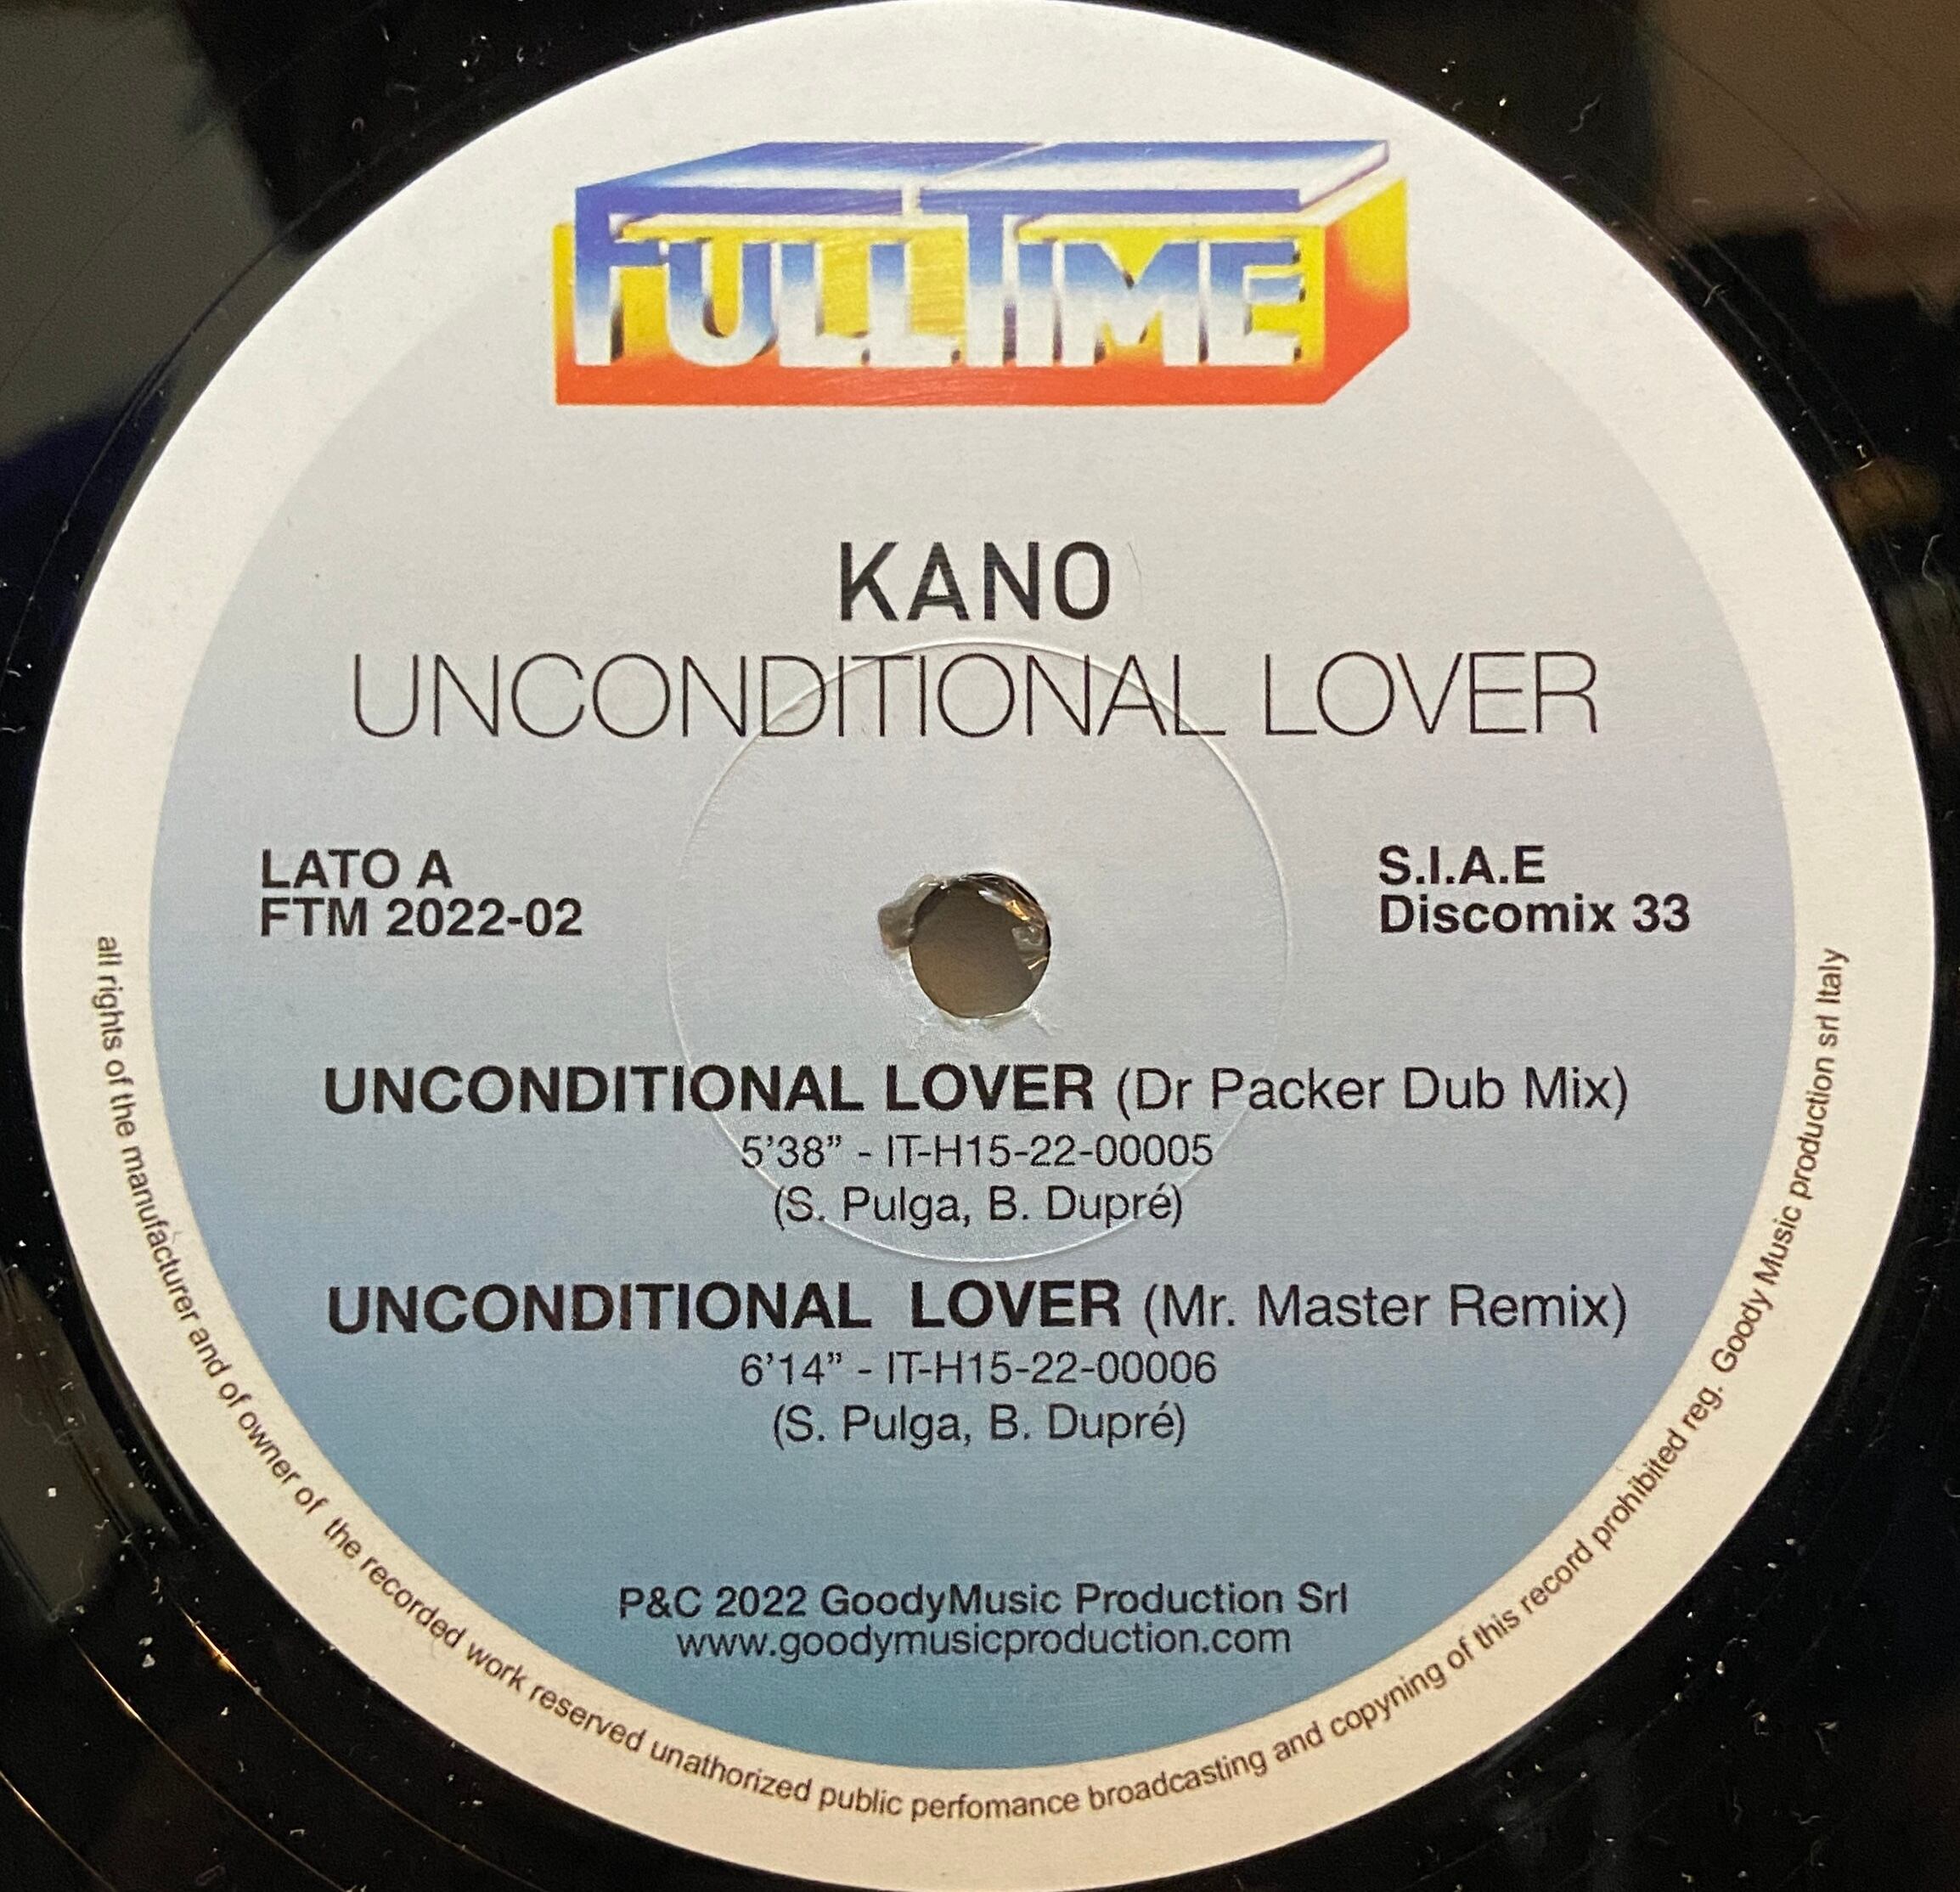 FULLTIME
KANO
UNCONDITIONAL LOVER
LATO A
FTM 2022-02
S.I.A.E
Discomix 33
UNCONDITIONAL LOVER (Dr Packer Dub Mix)
5’38” - IT-H15-22-00005
(S. Pulga, B. Dupré)
UNCONDITIONAL LOVER (Mr. Master Remix)
6’14” - IT-H15-22-00006
(S. Pulga, B. Dupré)
P&C 2022 GoodyMusic Production Srl
www.goodymusicproduction.com
all rights of the manufacturer and of owner of the recorded work reserved unathorized public perfomance broadcasting and copyning of this record prohibited reg. Goody Music production srl Italy